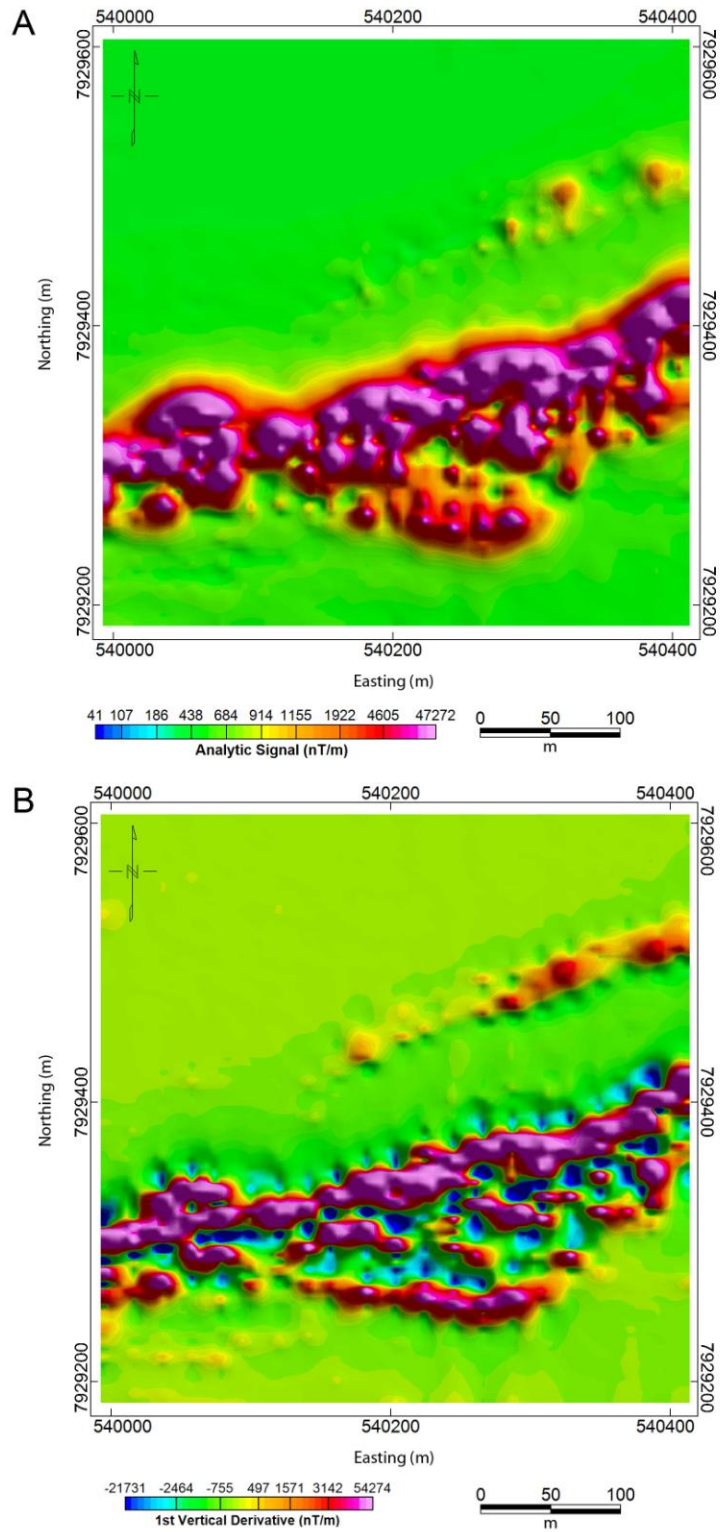 A
540000 540200 540400
7929600 7929600
N
Northing (m)
7929400 7929400
7929200 7929200
540000 540200 540400
Easting (m)
41 107 186 438 684 914 1155 1922 4605 47272
Analytic Signal (nT/m)
0 50 100
m
B
540000 540200 540400
7929600 7929600
N
Northing (m)
7929400 7929400
7929200 7929200
540000 540200 540400
Easting (m)
-21731 -2464 -755 497 1571 3142 54274
1st Vertical Derivative (nT/m)
0 50 100
m